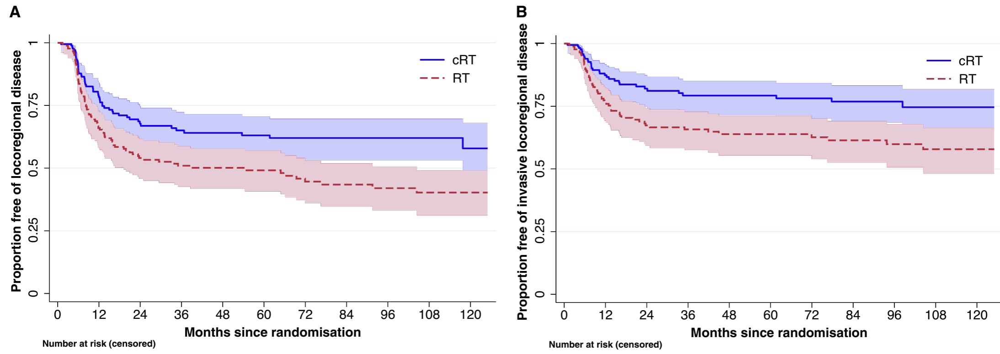 A
Proportion free of locoregional disease
1
0.75
0.5
0.25
0
cRT
RT
0 12 24 36 48 60 72 84 96 108 120
Months since randomisation
Number at risk (censored)
B
Proportion free of invasive locoregional disease
1
0.75
0.5
0.25
0
cRT
RT
0 12 24 36 48 60 72 84 96 108 120
Months since randomisation
Number at risk (censored)